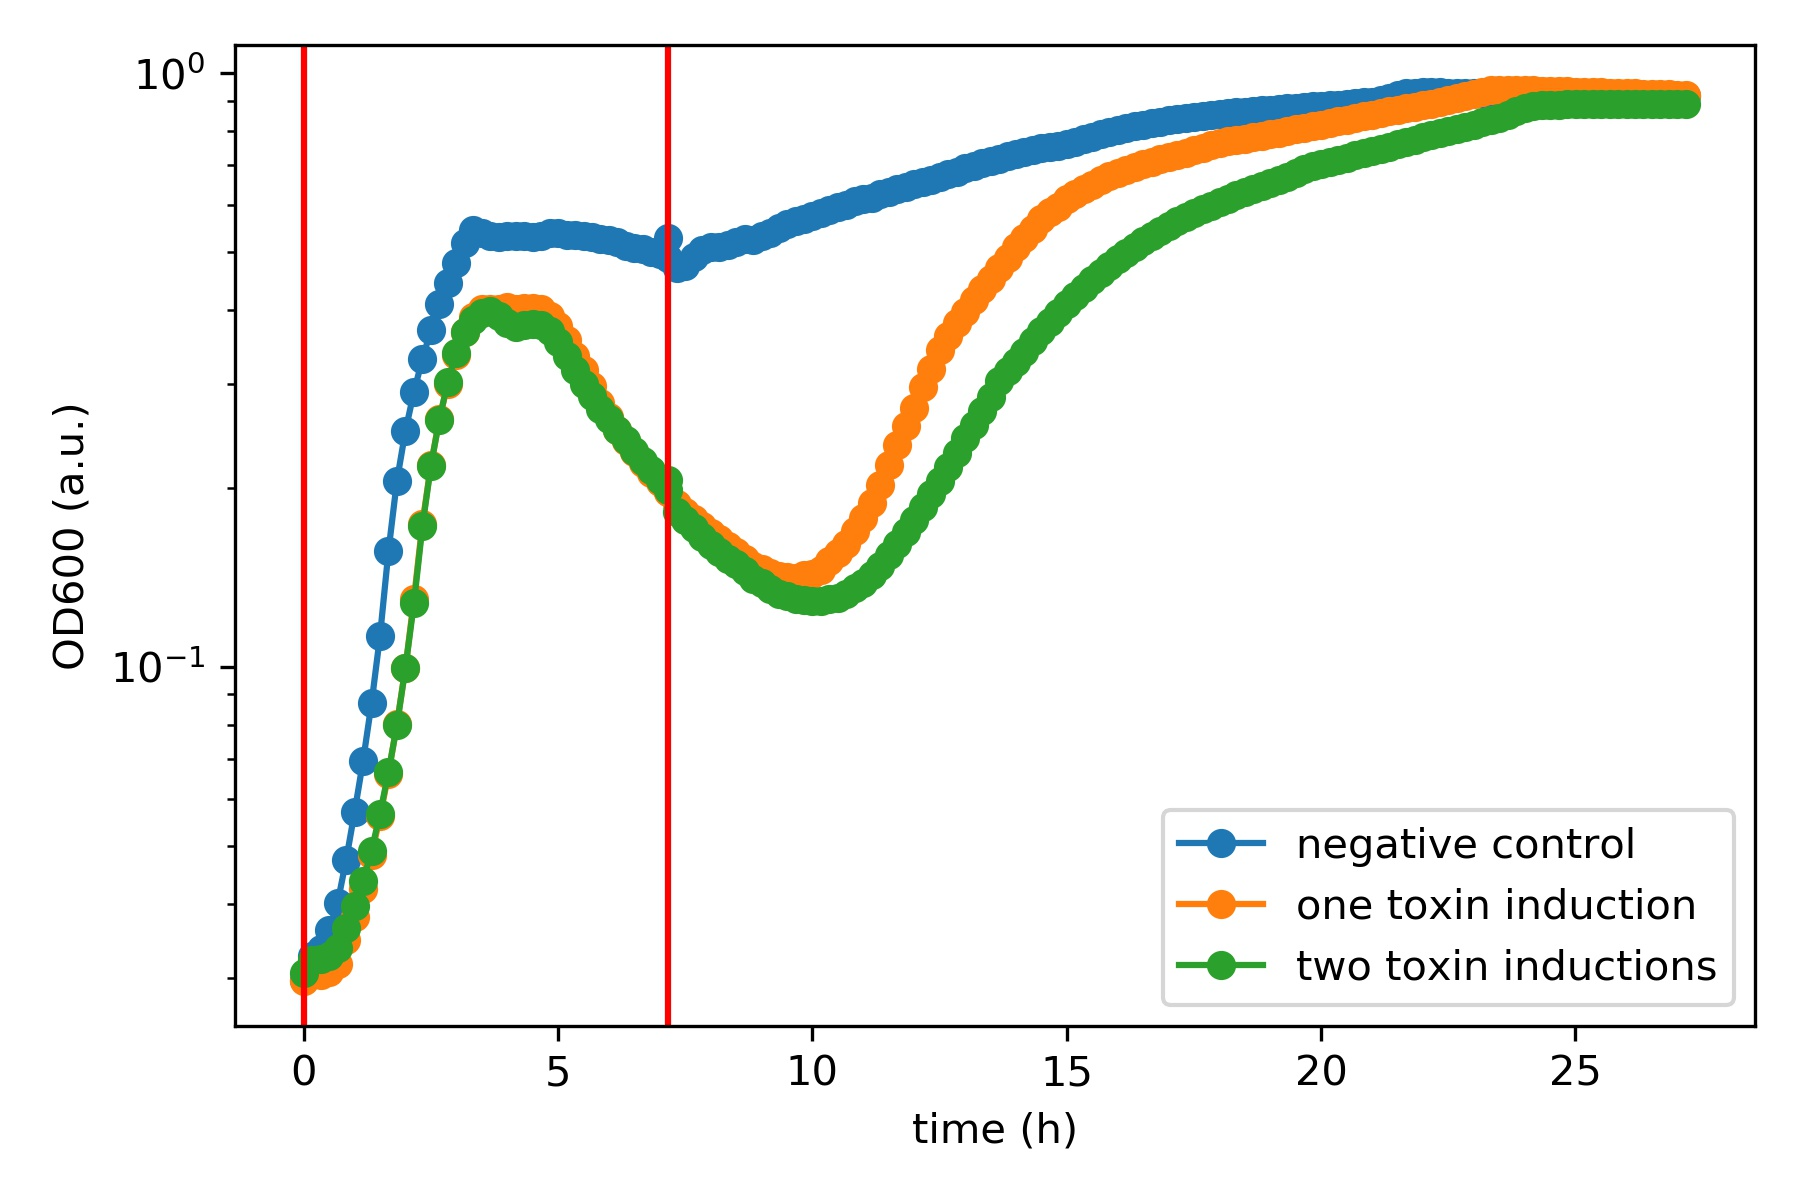 10⁰
10⁻¹
OD600 (a.u.)
0 5 10 15 20 25
time (h)
negative control
one toxin induction
two toxin inductions